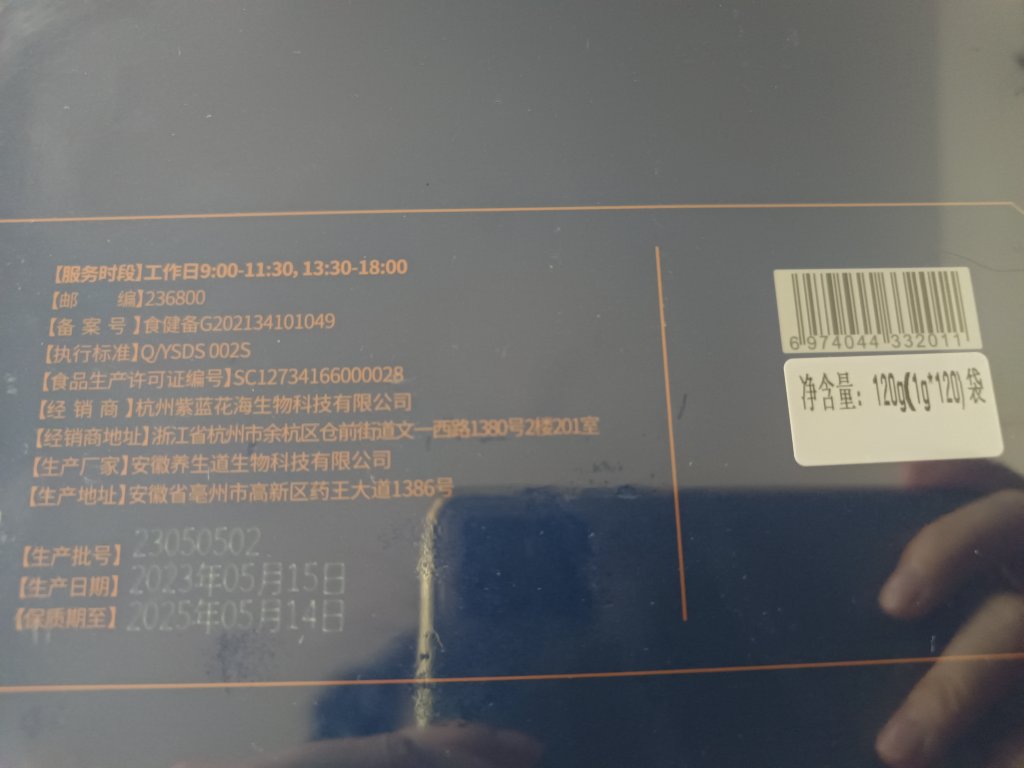 【服务时段】工作日9:00-11:30, 13:30-18:00
【邮 编】236800
【备 案 号】食健备G202134101049
【执行标准】Q/YSDS 002S
【食品生产许可证编号】SC12734166000028
【经 销 商】杭州紫蓝花海生物科技有限公司
【经销商地址】浙江省杭州市余杭区仓前街道文一西路1380号2楼201室
【生产厂家】安徽养生道生物科技有限公司
【生产地址】安徽省亳州市高新区药王大道1386号
【生产批号】23050502
【生产日期】2023年05月15日
【保质期至】2025年05月14日
6 974044 332011
净含量：120g(1g*120)袋